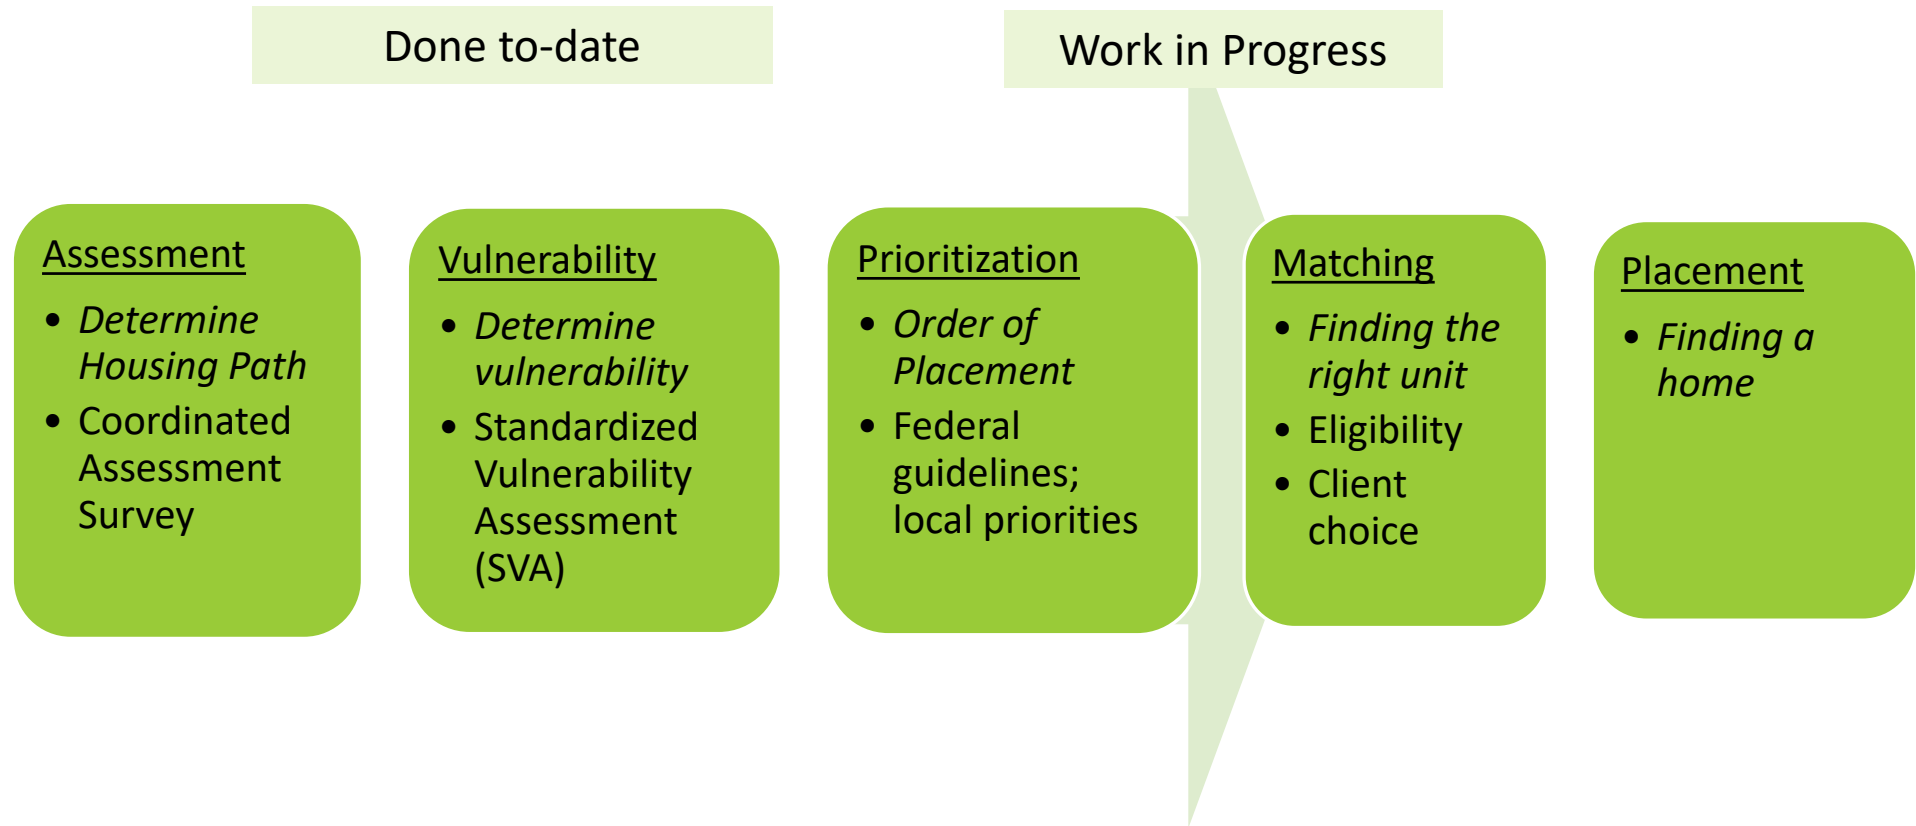 Done to-date
Work in Progress
Assessment
• Determine
Housing Path
• Coordinated
Assessment
Survey
Vulnerability
• Determine
vulnerability
• Standardized
Vulnerability
Assessment
(SVA)
Prioritization
• Order of
Placement
• Federal
guidelines;
local priorities
Matching
• Finding the
right unit
• Eligibility
• Client
choice
Placement
• Finding a
home